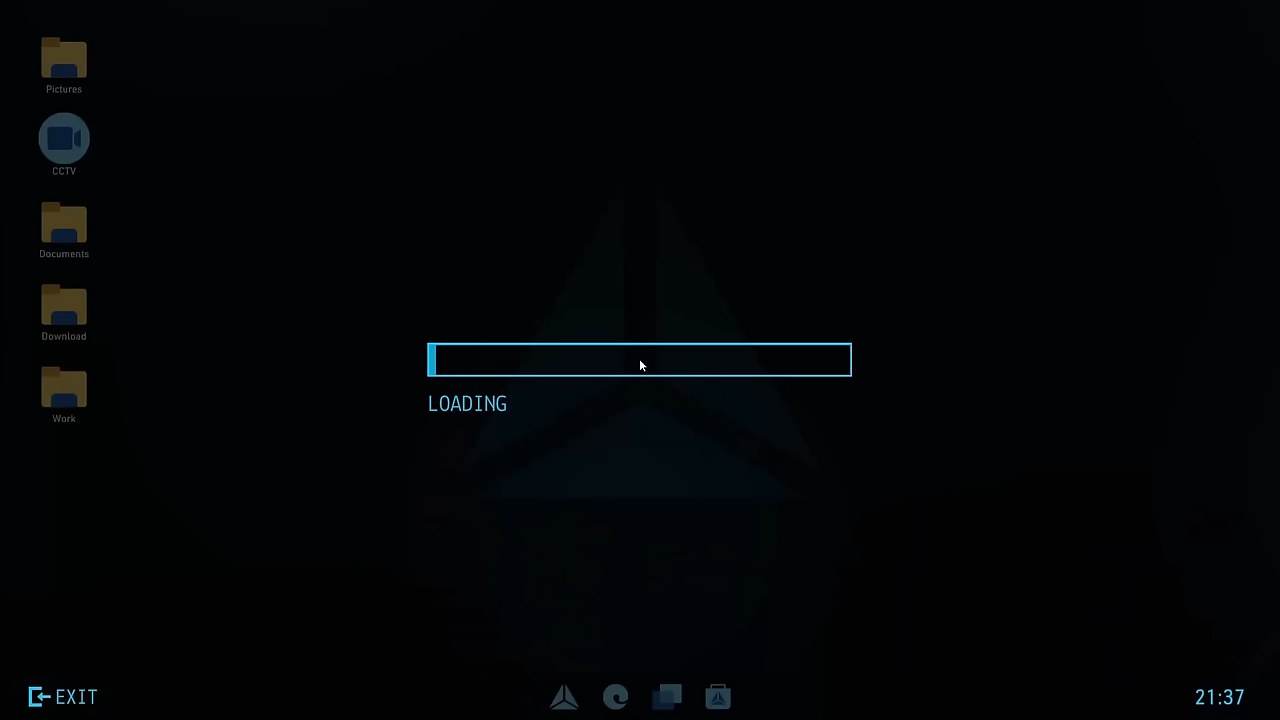 Pictures
CCTV
Documents
Download
Work
LOADING
EXIT
21:37